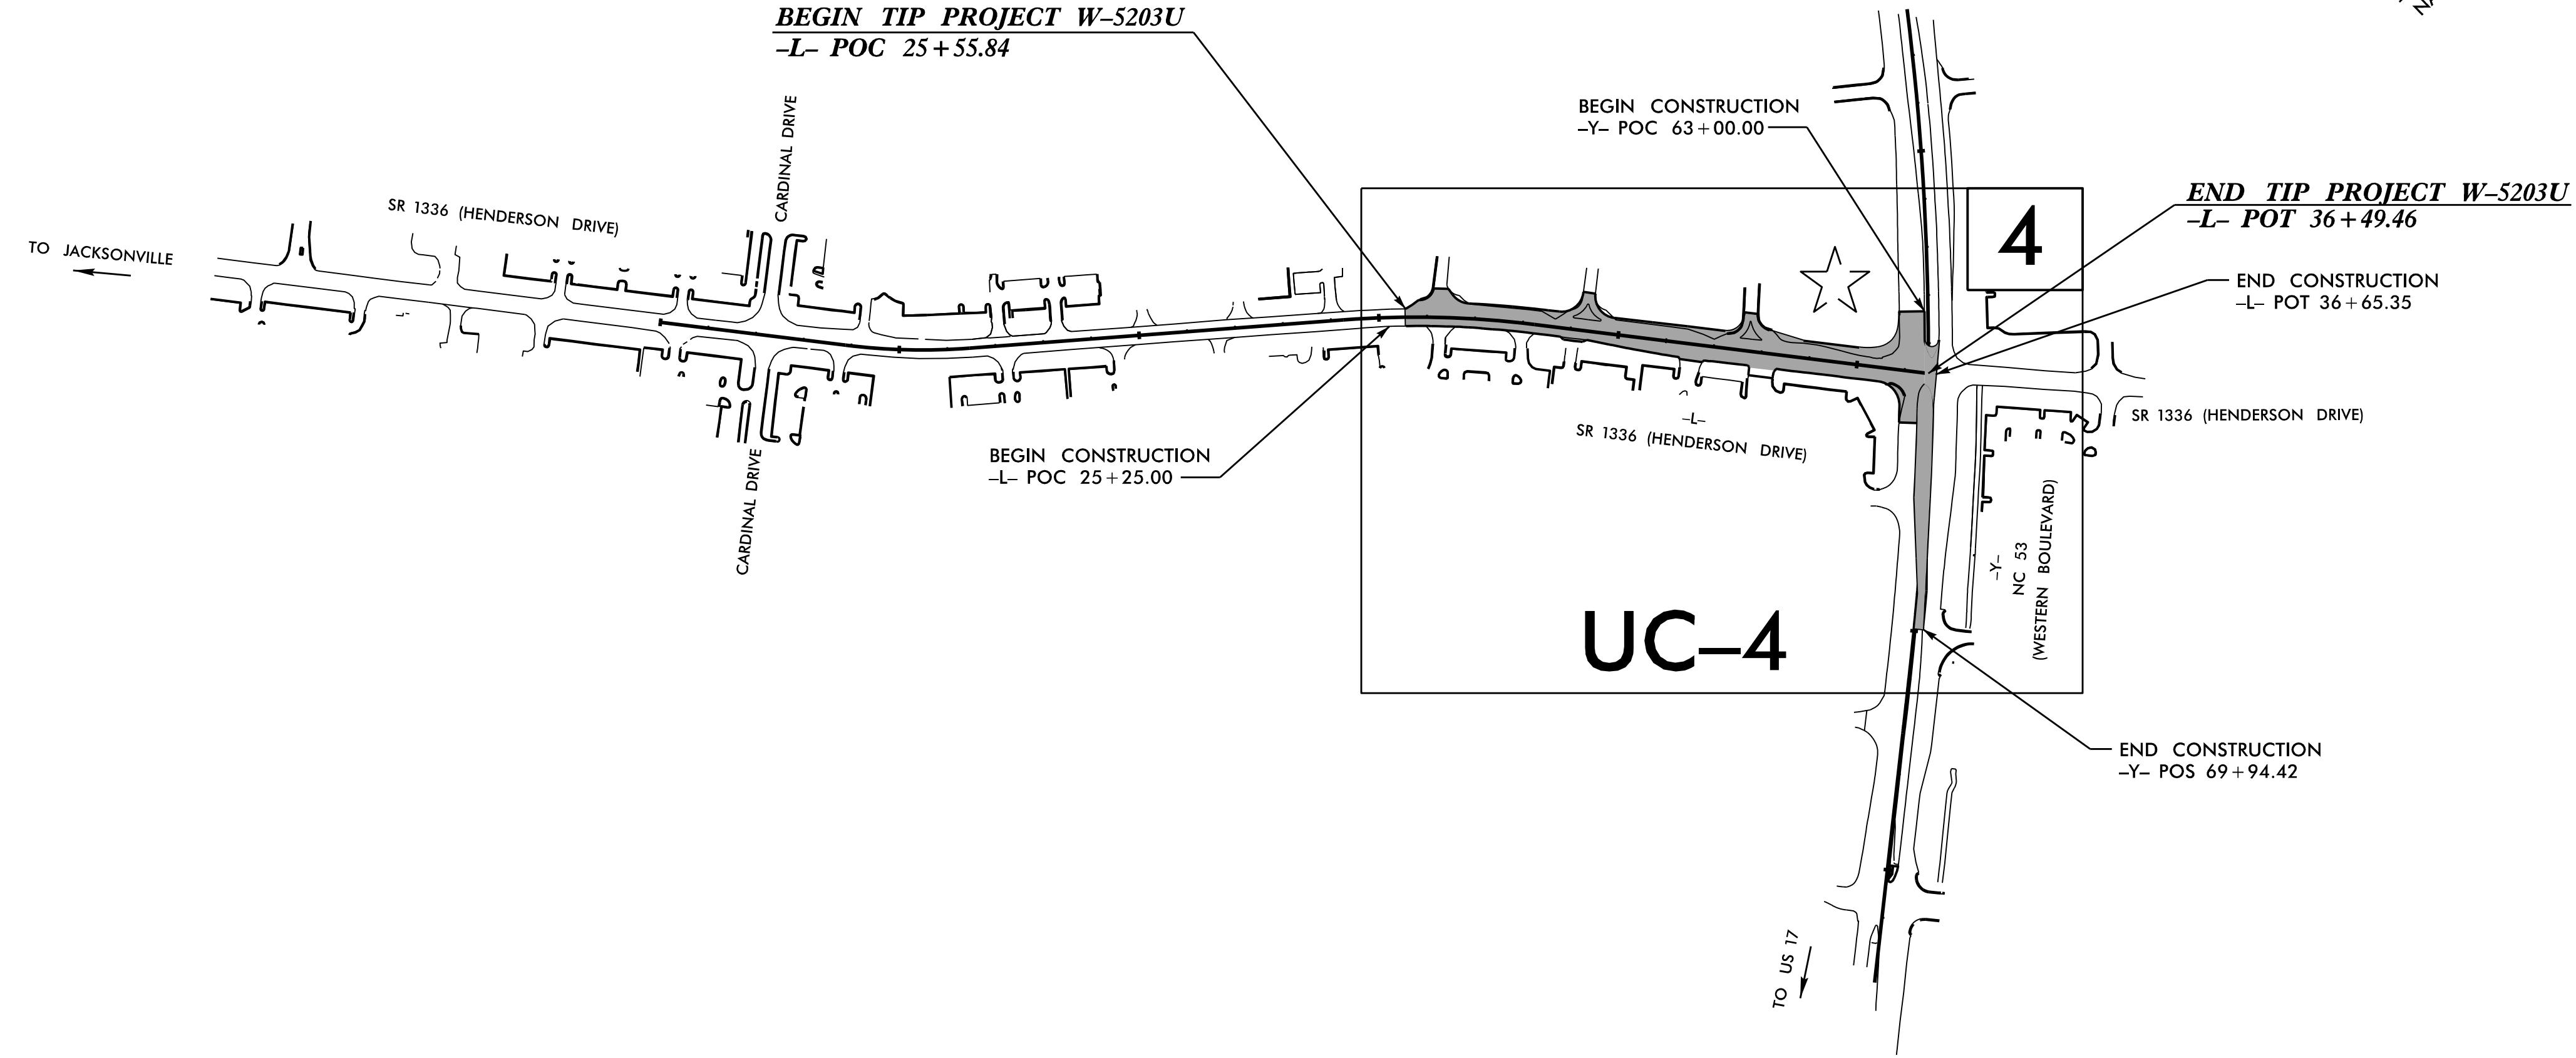 BEGIN TIP PROJECT W–5203U
–L– POC 25+55.84
N
BEGIN CONSTRUCTION
–Y– POC 63+00.00
CARDINAL DRIVE
SR 1336 (HENDERSON DRIVE)
TO JACKSONVILLE
4
END TIP PROJECT W–5203U
–L– POT 36+49.46
END CONSTRUCTION
–L– POT 36+65.35
–L–
SR 1336 (HENDERSON DRIVE)
SR 1336 (HENDERSON DRIVE)
BEGIN CONSTRUCTION
–L– POC 25+25.00
CARDINAL DRIVE
–Y–
NC 53
(WESTERN BOULEVARD)
UC–4
END CONSTRUCTION
–Y– POS 69+94.42
TO US 17